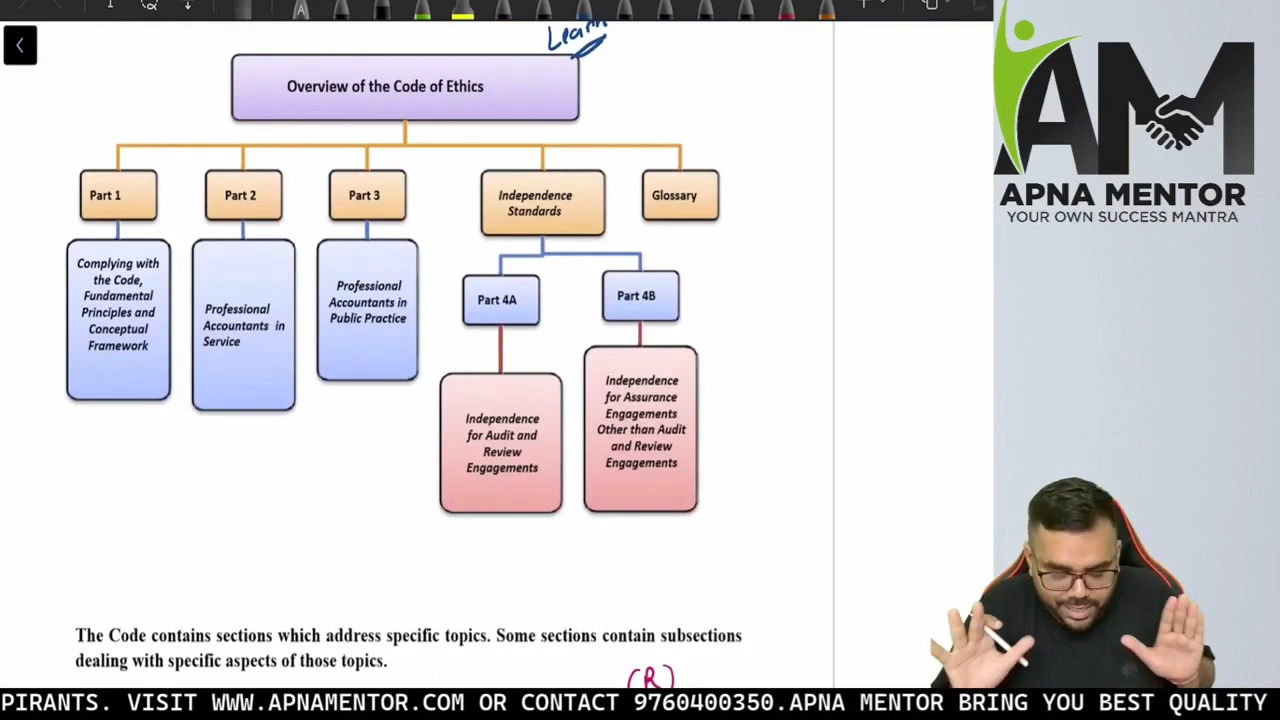 Learn
Overview of the Code of Ethics
Part 1
Part 2
Part 3
Independence
Standards
Glossary
Complying with
the Code,
Fundamental
Principles and
Conceptual
Framework
Professional
Accountants in
Service
Professional
Accountants in
Public Practice
Part 4A
Part 4B
Independence
for Audit and
Review
Engagements
Independence
for Assurance
Engagements
Other than Audit
and Review
Engagements
The Code contains sections which address specific topics. Some sections contain subsections
dealing with specific aspects of those topics.
(R)
AM
APNA MENTOR
YOUR OWN SUCCESS MANTRA
PIRANTS. VISIT WWW.APNAMENTOR.COM OR CONTACT 9760400350.APNA MENTOR BRING YOU BEST QUALITY